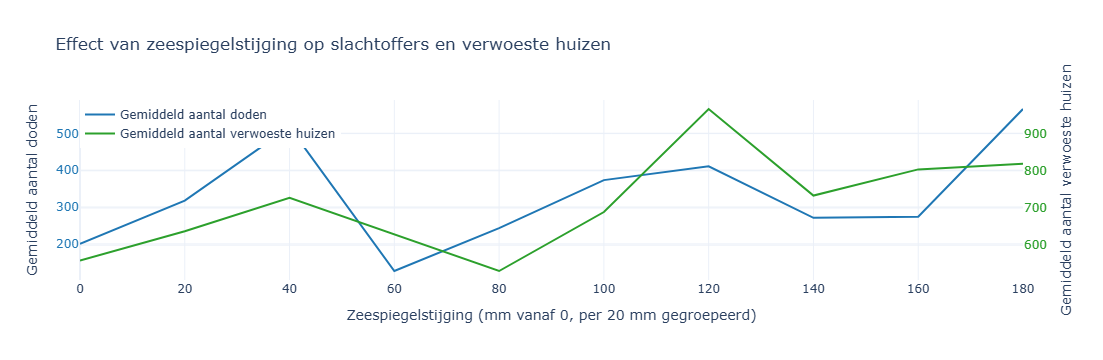 Effect van zeespiegelstijging op slachtoffers en verwoeste huizen
Gemiddeld aantal doden
Gemiddeld aantal verwoeste huizen
Gemiddeld aantal doden
500
400
300
200
900
800
700
600
Gemiddeld aantal verwoeste huizen
0 20 40 60 80 100 120 140 160 180
Zeespiegelstijging (mm vanaf 0, per 20 mm gegroepeerd)